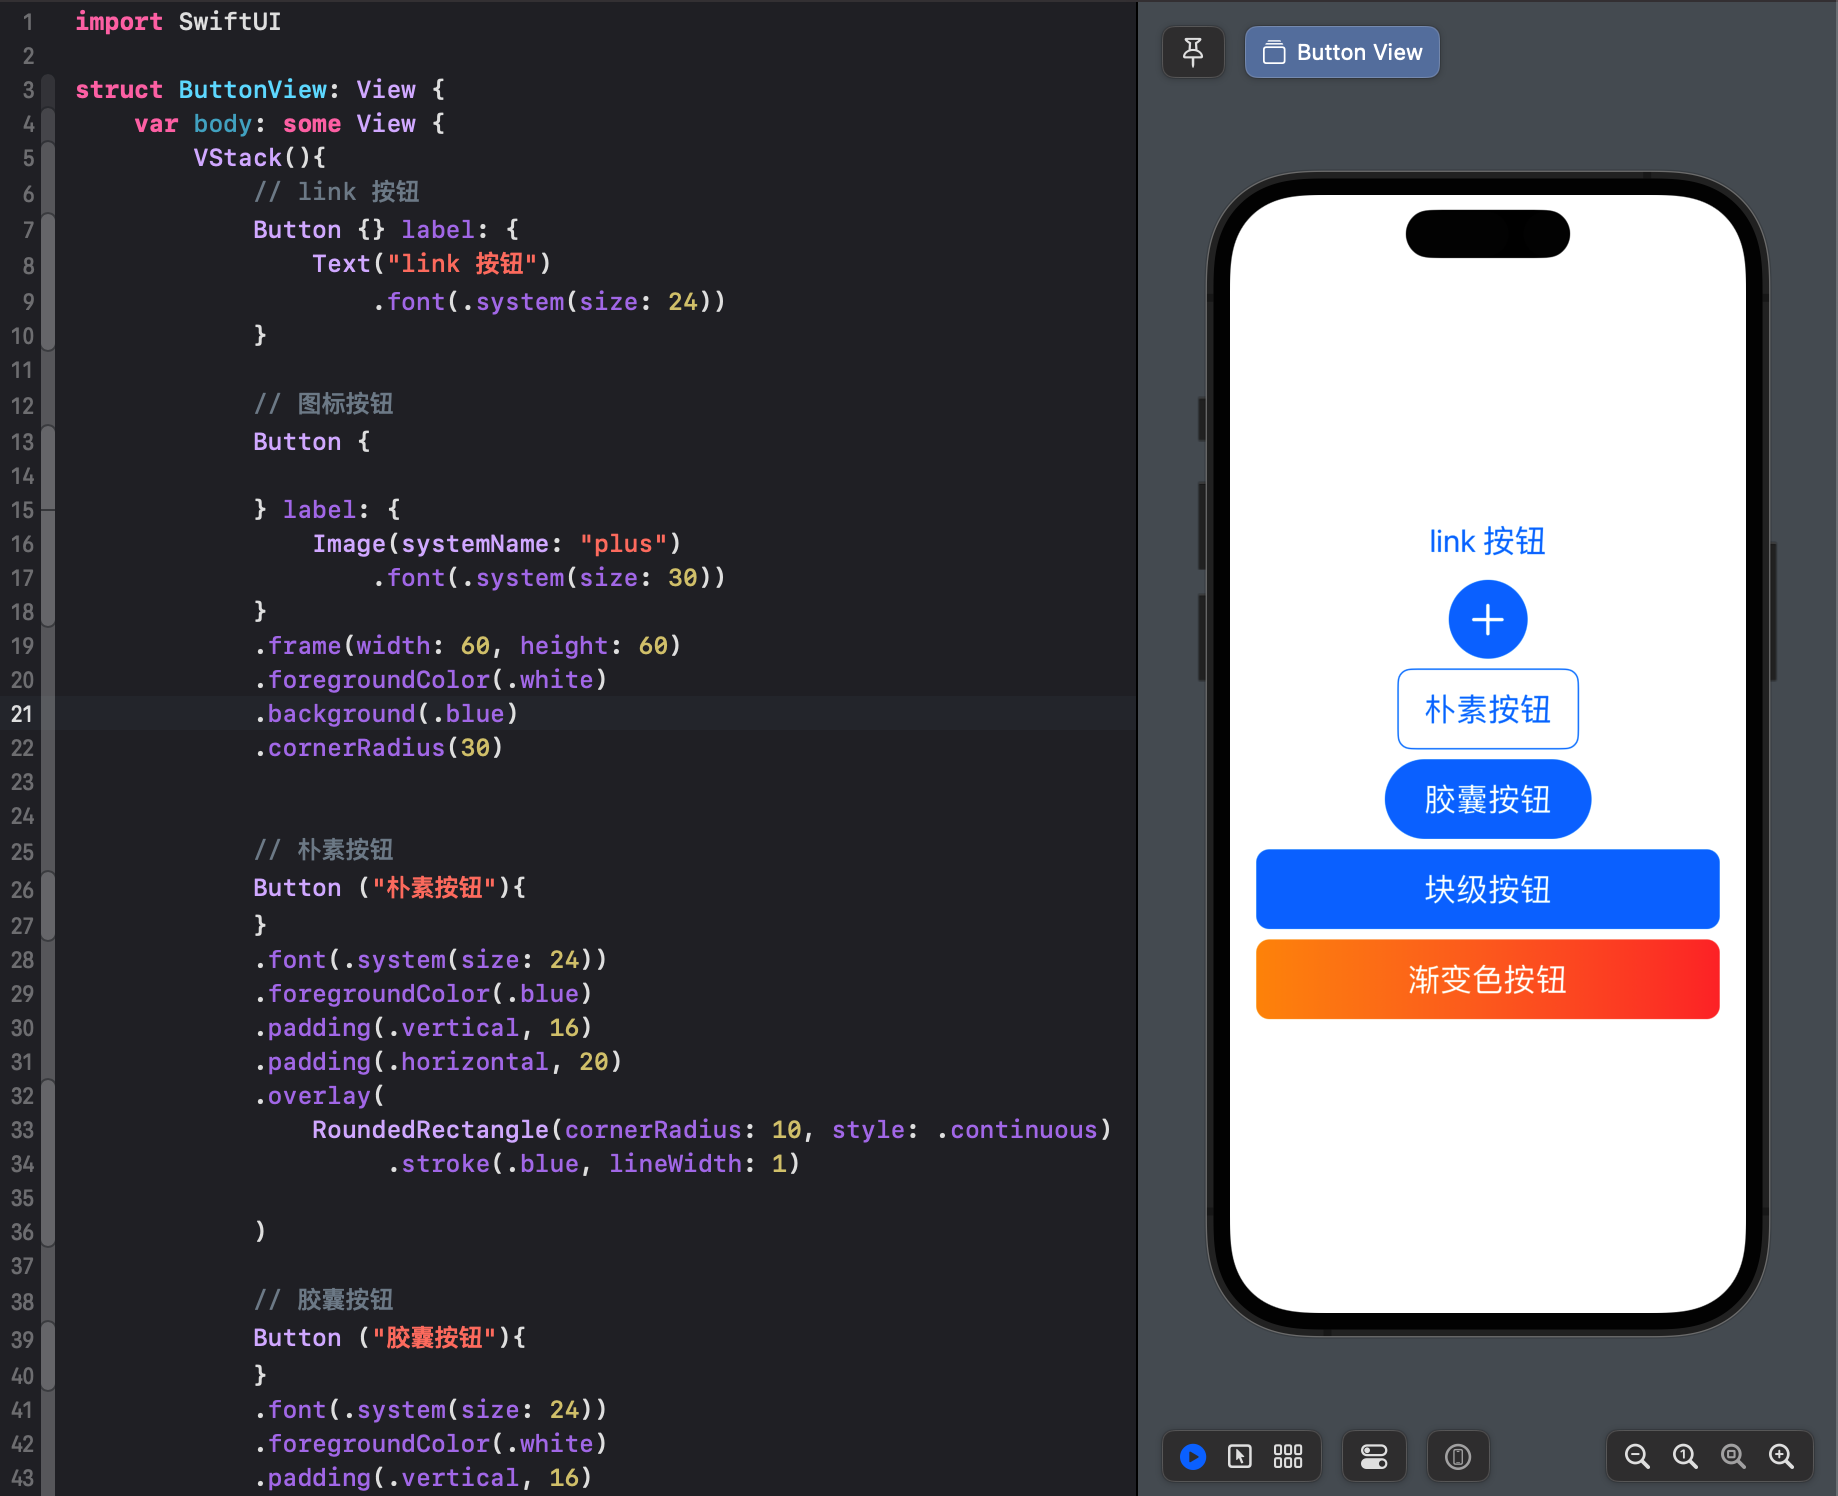 1 import SwiftUI
2
3 struct ButtonView: View {
4 var body: some View {
5 VStack(){
6 // link 按钮
7 Button {} label: {
8 Text("link 按钮")
9 .font(.system(size: 24))
10 }
11
12 // 图标按钮
13 Button {
14
15 } label: {
16 Image(systemName: "plus")
17 .font(.system(size: 30))
18 }
19 .frame(width: 60, height: 60)
20 .foregroundColor(.white)
21 .background(.blue)
22 .cornerRadius(30)
23
24
25 // 朴素按钮
26 Button ("朴素按钮"){
27 }
28 .font(.system(size: 24))
29 .foregroundColor(.blue)
30 .padding(.vertical, 16)
31 .padding(.horizontal, 20)
32 .overlay(
33 RoundedRectangle(cornerRadius: 10, style: .continuous)
34 .stroke(.blue, lineWidth: 1)
35
36 )
37
38 // 胶囊按钮
39 Button ("胶囊按钮"){
40 }
41 .font(.system(size: 24))
42 .foregroundColor(.white)
43 .padding(.vertical, 16)
Button View
link 按钮
朴素按钮
胶囊按钮
块级按钮
渐变色按钮